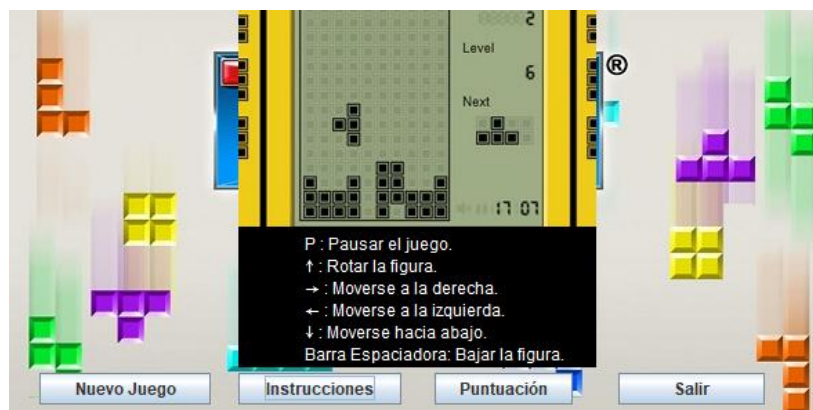 2
®
Level
6
Next
17:07
P : Pausar el juego.
↑ : Rotar la figura.
→ : Moverse a la derecha.
← : Moverse a la izquierda.
↓ : Moverse hacia abajo.
Barra Espaciadora: Bajar la figura.
Nuevo Juego
Instrucciones
Puntuación
Salir